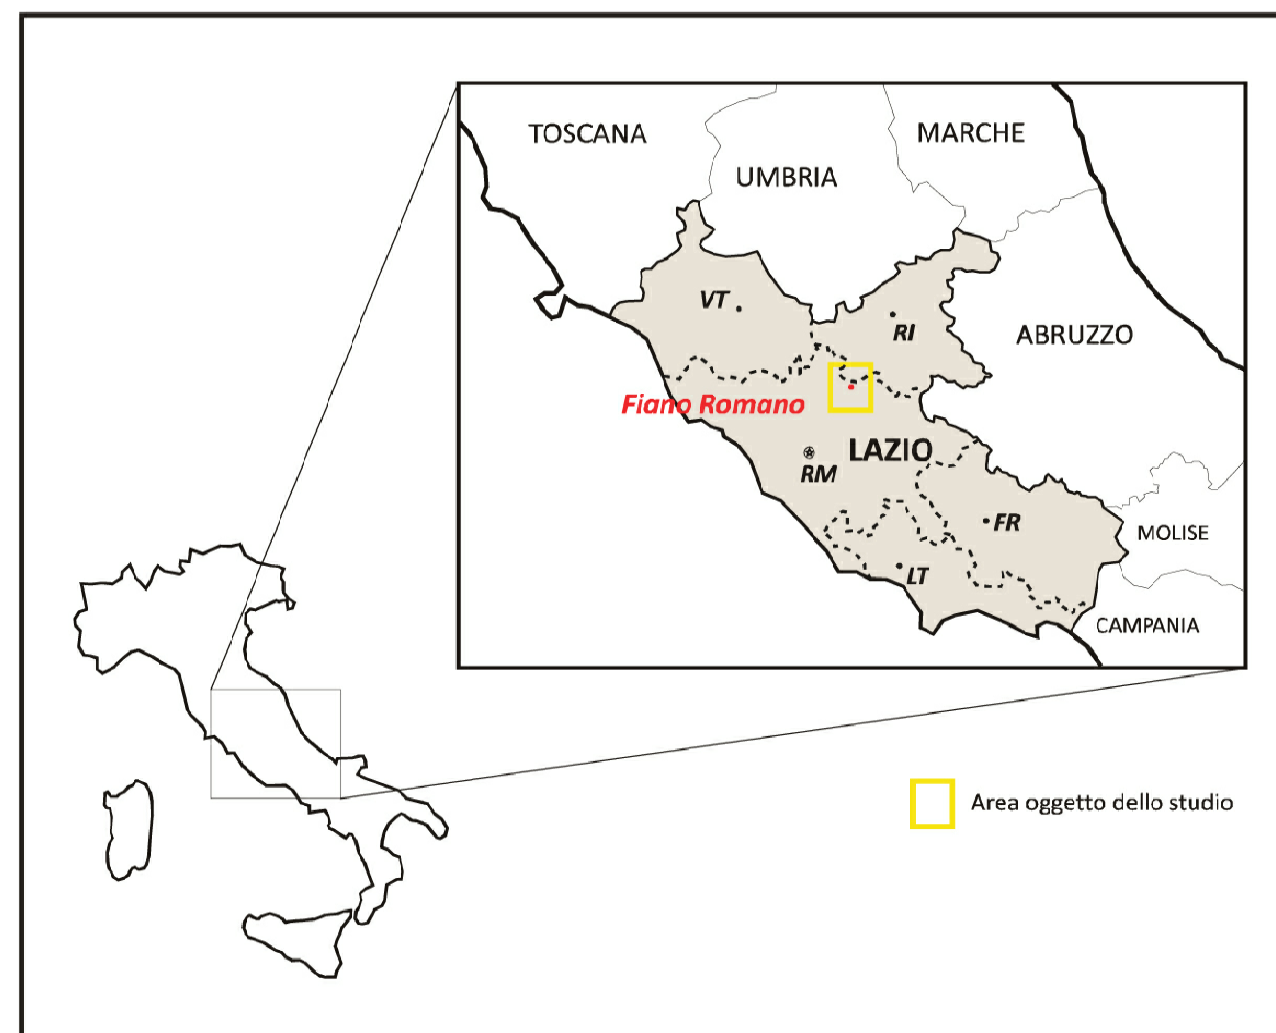 TOSCANA
MARCHE
UMBRIA
VT
RI
ABRUZZO
Fiano Romano
LAZIO
RM
FR
MOLISE
LT
CAMPANIA
Area oggetto dello studio